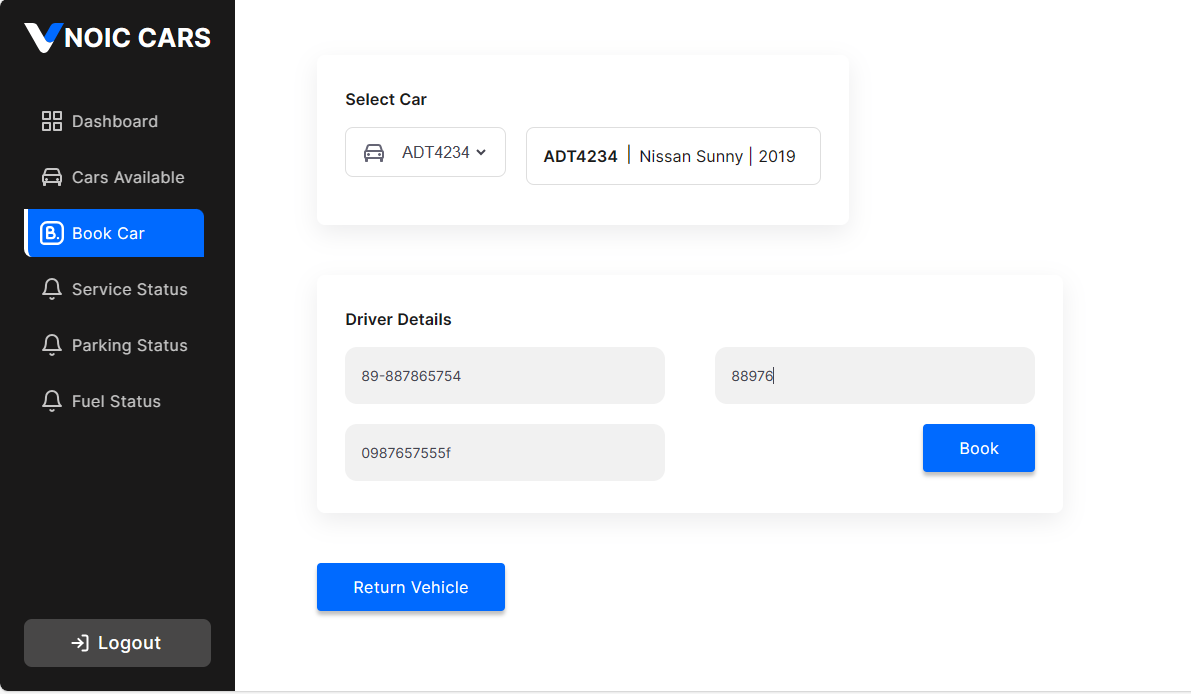 NOIC CARS
Dashboard
Cars Available
B. Book Car
Service Status
Parking Status
Fuel Status
Logout
Select Car
ADT4234
ADT4234 | Nissan Sunny | 2019
Driver Details
89-887865754
88976
0987657555f
Book
Return Vehicle